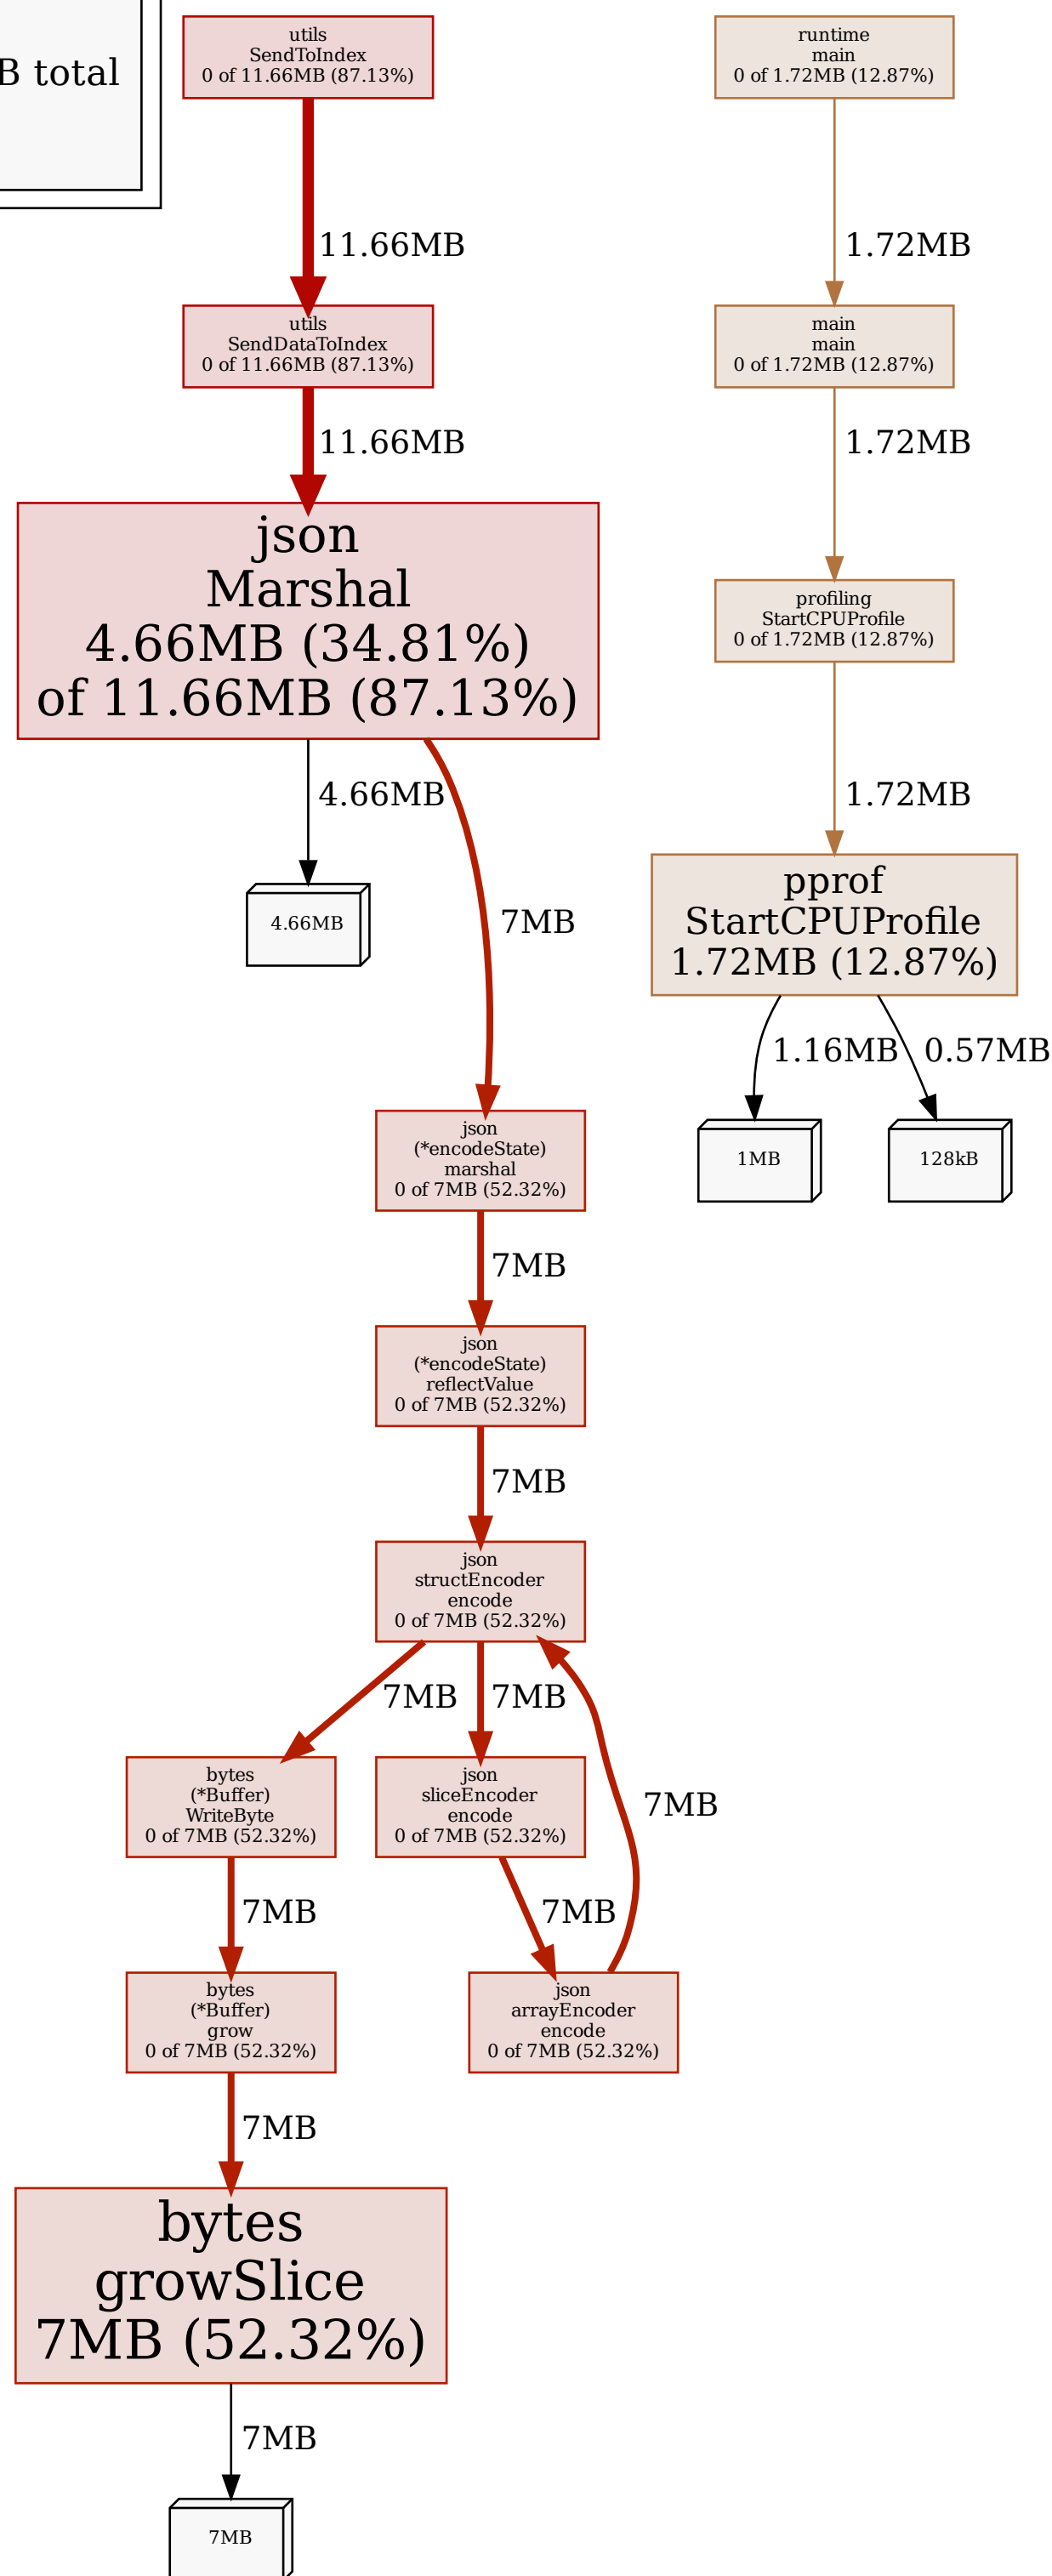 B total
utils
SendToIndex
0 of 11.66MB (87.13%)
runtime
main
0 of 1.72MB (12.87%)
11.66MB
1.72MB
utils
SendDataToIndex
0 of 11.66MB (87.13%)
main
main
0 of 1.72MB (12.87%)
11.66MB
1.72MB
json
Marshal
4.66MB (34.81%)
of 11.66MB (87.13%)
profiling
StartCPUProfile
0 of 1.72MB (12.87%)
4.66MB
1.72MB
4.66MB
7MB
pprof
StartCPUProfile
1.72MB (12.87%)
1.16MB
0.57MB
json
(*encodeState)
marshal
0 of 7MB (52.32%)
1MB
128kB
7MB
json
(*encodeState)
reflectValue
0 of 7MB (52.32%)
7MB
json
structEncoder
encode
0 of 7MB (52.32%)
7MB
7MB
bytes
(*Buffer)
WriteByte
0 of 7MB (52.32%)
json
sliceEncoder
encode
0 of 7MB (52.32%)
7MB
7MB
7MB
bytes
(*Buffer)
grow
0 of 7MB (52.32%)
json
arrayEncoder
encode
0 of 7MB (52.32%)
7MB
bytes
growSlice
7MB (52.32%)
7MB
7MB